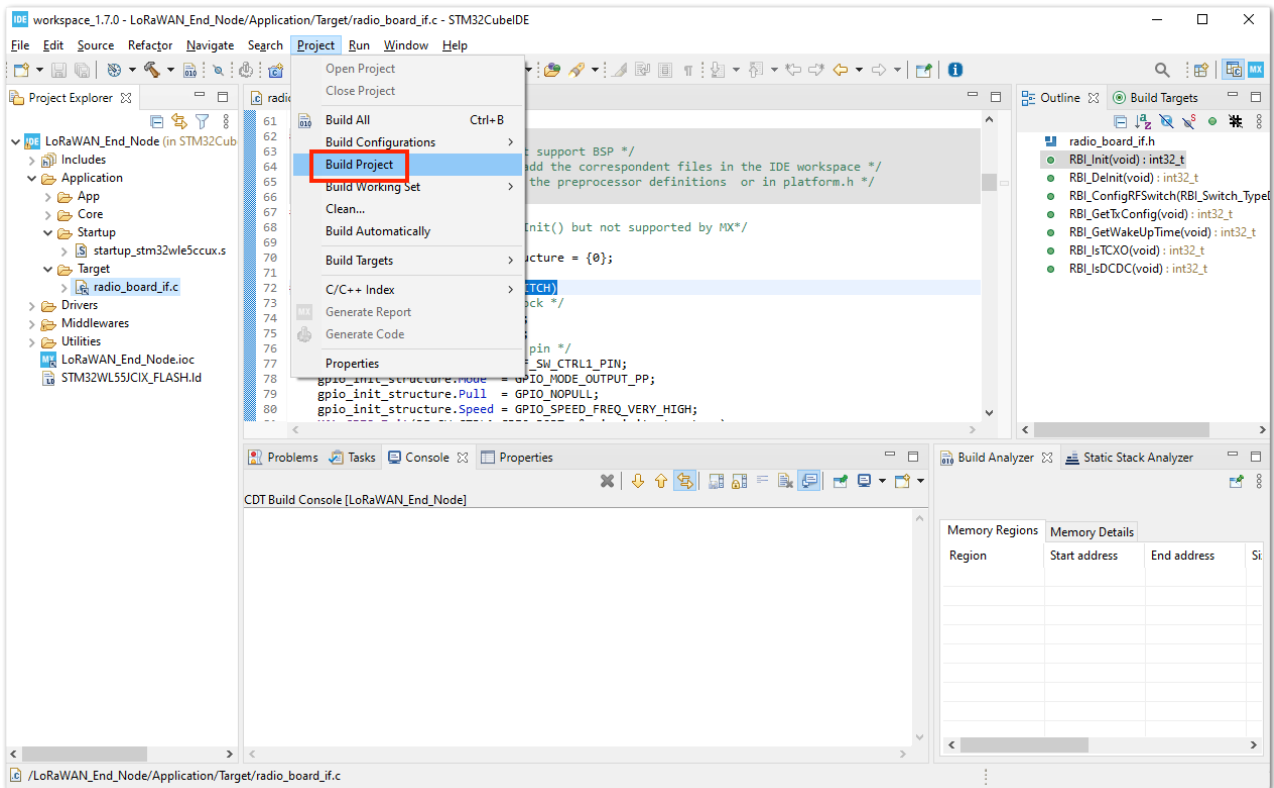 IDE workspace_1.7.0 - LoRaWAN_End_Node/Application/Target/radio_board_if.c - STM32CubeIDE
File Edit Source Refactor Navigate Search Project Run Window Help
Project Explorer
LoRaWAN_End_Node (in STM32Cub
Includes
Application
App
Core
Startup
startup_stm32wle5ccux.s
Target
radio_board_if.c
Drivers
Middlewares
Utilities
LoRaWAN_End_Node.ioc
STM32WL55JCIX_FLASH.ld
Open Project
Close Project
Build All Ctrl+B
Build Configurations
Build Project
Build Working Set
Clean...
Build Automatically
Build Targets
C/C++ Index
Generate Report
Generate Code
Properties
radi
61
62
63 t support BSP */
64 add the correspondent files in the IDE workspace */
65 the preprocessor definitions or in platform.h */
66
67
68 Init() but not supported by MX*/
69
70 ucture = {0};
71
72 ITCH)
73 ock */
74 ;
75 ;
76 pin */
77 F_SW_CTRL1_PIN;
78 gpio_init_structure.Mode = GPIO_MODE_OUTPUT_PP;
79 gpio_init_structure.Pull = GPIO_NOPULL;
80 gpio_init_structure.Speed = GPIO_SPEED_FREQ_VERY_HIGH;
Outline Build Targets
radio_board_if.h
RBI_Init(void) : int32_t
RBI_DeInit(void) : int32_t
RBI_ConfigRFSwitch(RBI_Switch_TypeD
RBI_GetTxConfig(void) : int32_t
RBI_GetWakeUpTime(void) : int32_t
RBI_IsTCXO(void) : int32_t
RBI_IsDCDC(void) : int32_t
Problems Tasks Console Properties
CDT Build Console [LoRaWAN_End_Node]
Build Analyzer Static Stack Analyzer
Memory Regions Memory Details
Region Start address End address Si
/LoRaWAN_End_Node/Application/Target/radio_board_if.c